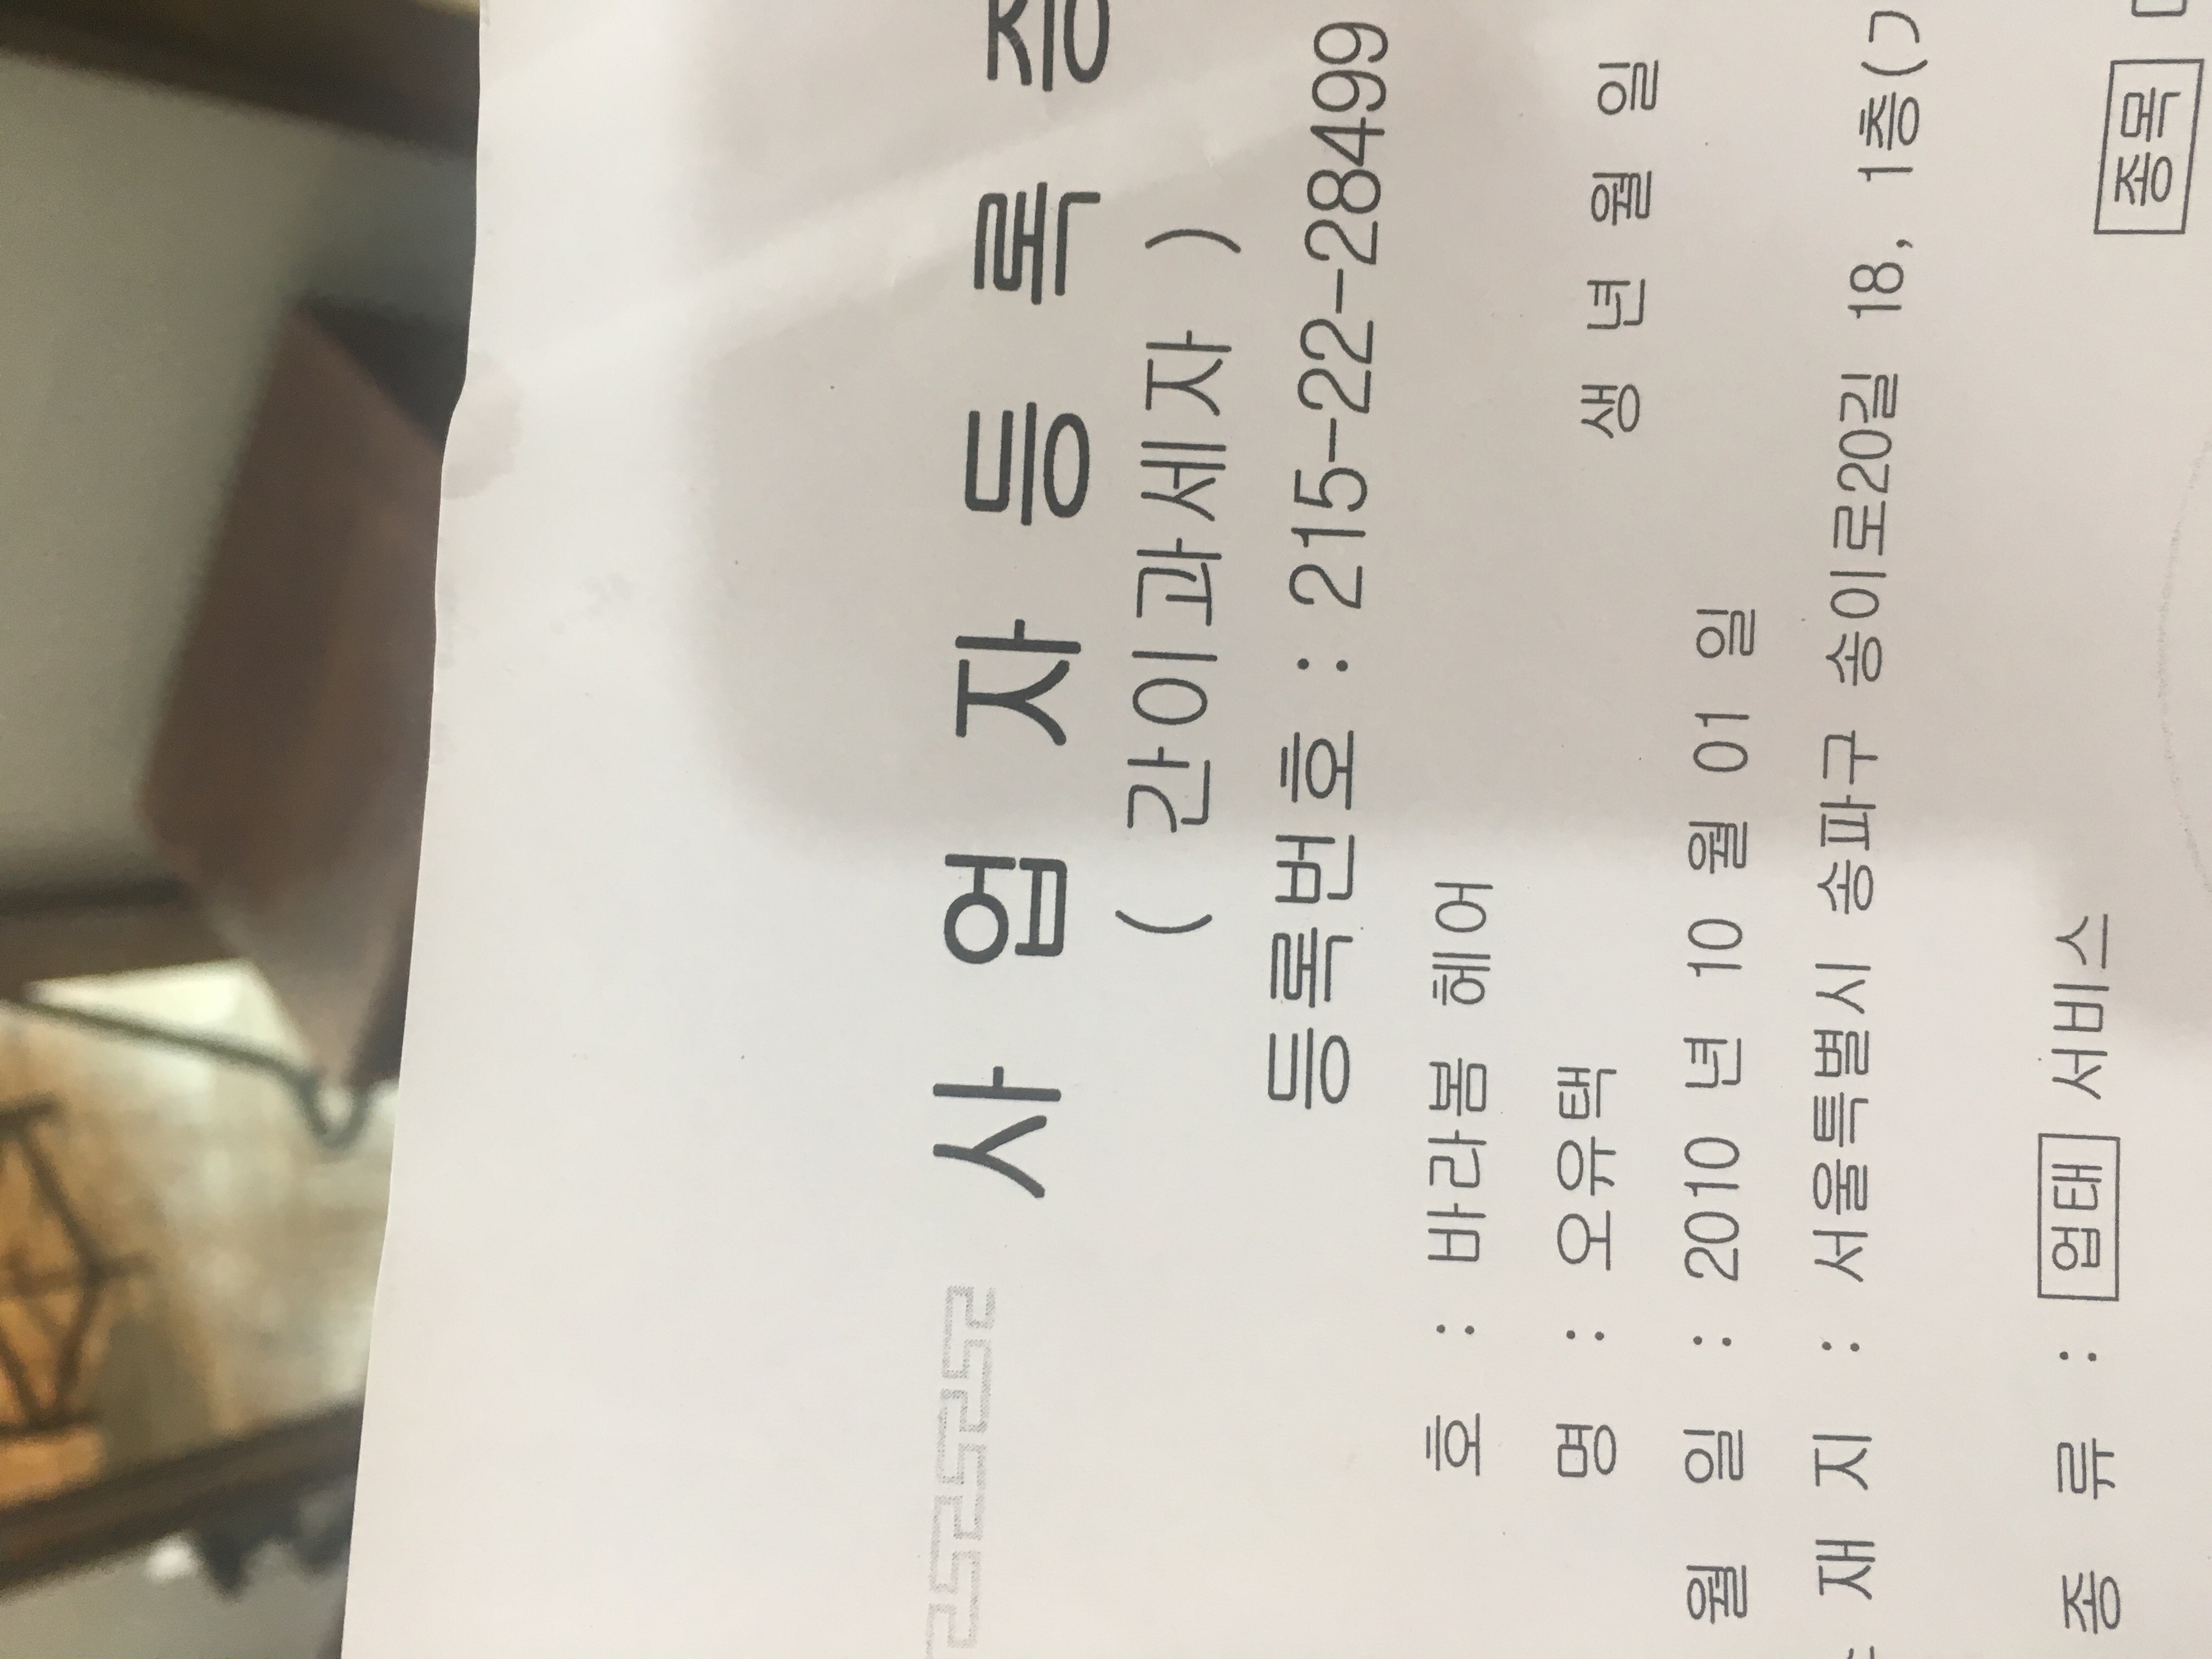 사 업 자 등 록 증
( 간이과세자 )
등록번호 : 215-22-28499
호 : 바라봄 헤어
명 : 오유택 생 년 월 일
월 일 : 2010 년 10 월 01 일
재 지 : 서울특별시 송파구 송이로20길 18, 1층(
종 류 : 업태 서비스 종목